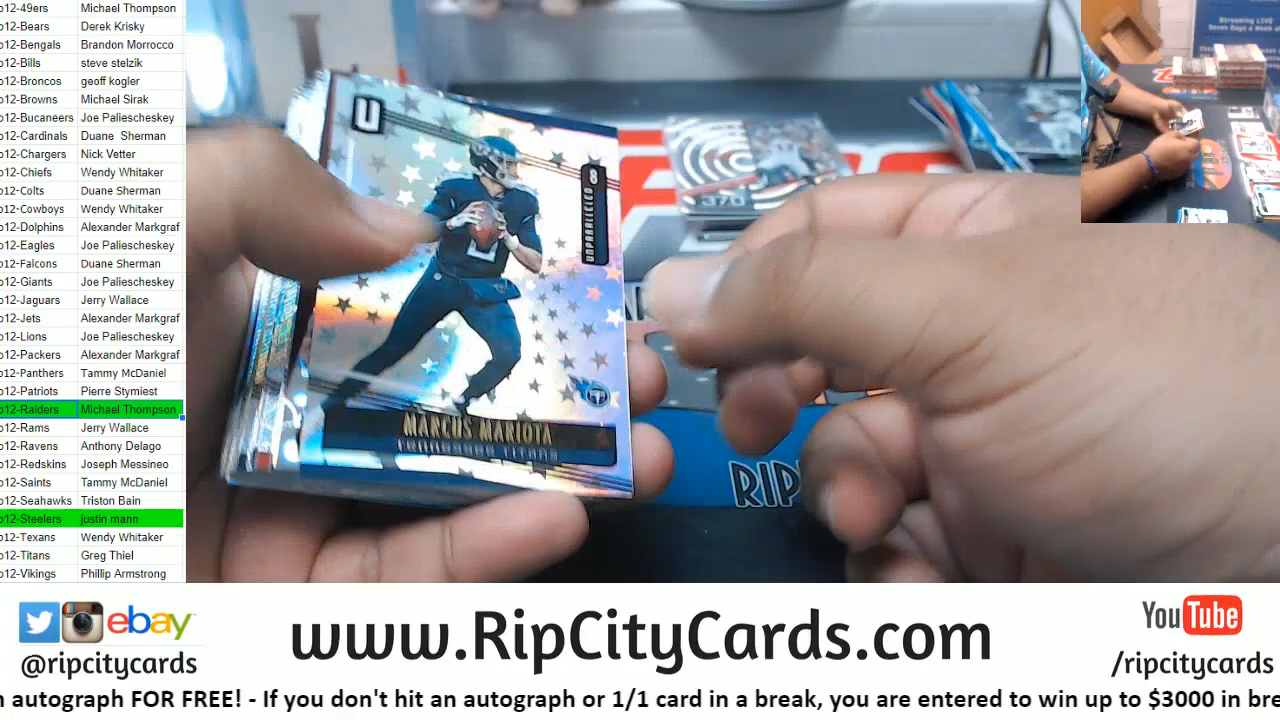 o12-49ers Michael Thompson
o12-Bears Derek Krisky
o12-Bengals Brandon Morrocco
o12-Bills steve stelzik
o12-Broncos geoff kogler
o12-Browns Michael Sirak
o12-Bucaneers Joe Paliescheskey
o12-Cardinals Duane Sherman
o12-Chargers Nick Vetter
o12-Chiefs Wendy Whitaker
o12-Colts Duane Sherman
o12-Cowboys Wendy Whitaker
o12-Dolphins Alexander Markgraf
o12-Eagles Joe Paliescheskey
o12-Falcons Duane Sherman
o12-Giants Joe Paliescheskey
o12-Jaguars Jerry Wallace
o12-Jets Alexander Markgraf
o12-Lions Joe Paliescheskey
o12-Packers Alexander Markgraf
o12-Panthers Tammy McDaniel
o12-Patriots Pierre Stymiest
o12-Raiders Michael Thompson
o12-Rams Jerry Wallace
o12-Ravens Anthony Delago
o12-Redskins Joseph Messineo
o12-Saints Tammy McDaniel
o12-Seahawks Triston Bain
o12-Steelers justin mann
o12-Texans Wendy Whitaker
o12-Titans Greg Thiel
o12-Vikings Phillip Armstrong
U
8
UNPARALLELED
MARCUS MARIOTA
TENNESSEE TITANS
370
RIP
Streaming LIVE
ebay
@ripcitycards
www.RipCityCards.com
YouTube
/ripcitycards
n autograph FOR FREE! - If you don't hit an autograph or 1/1 card in a break, you are entered to win up to $3000 in bre